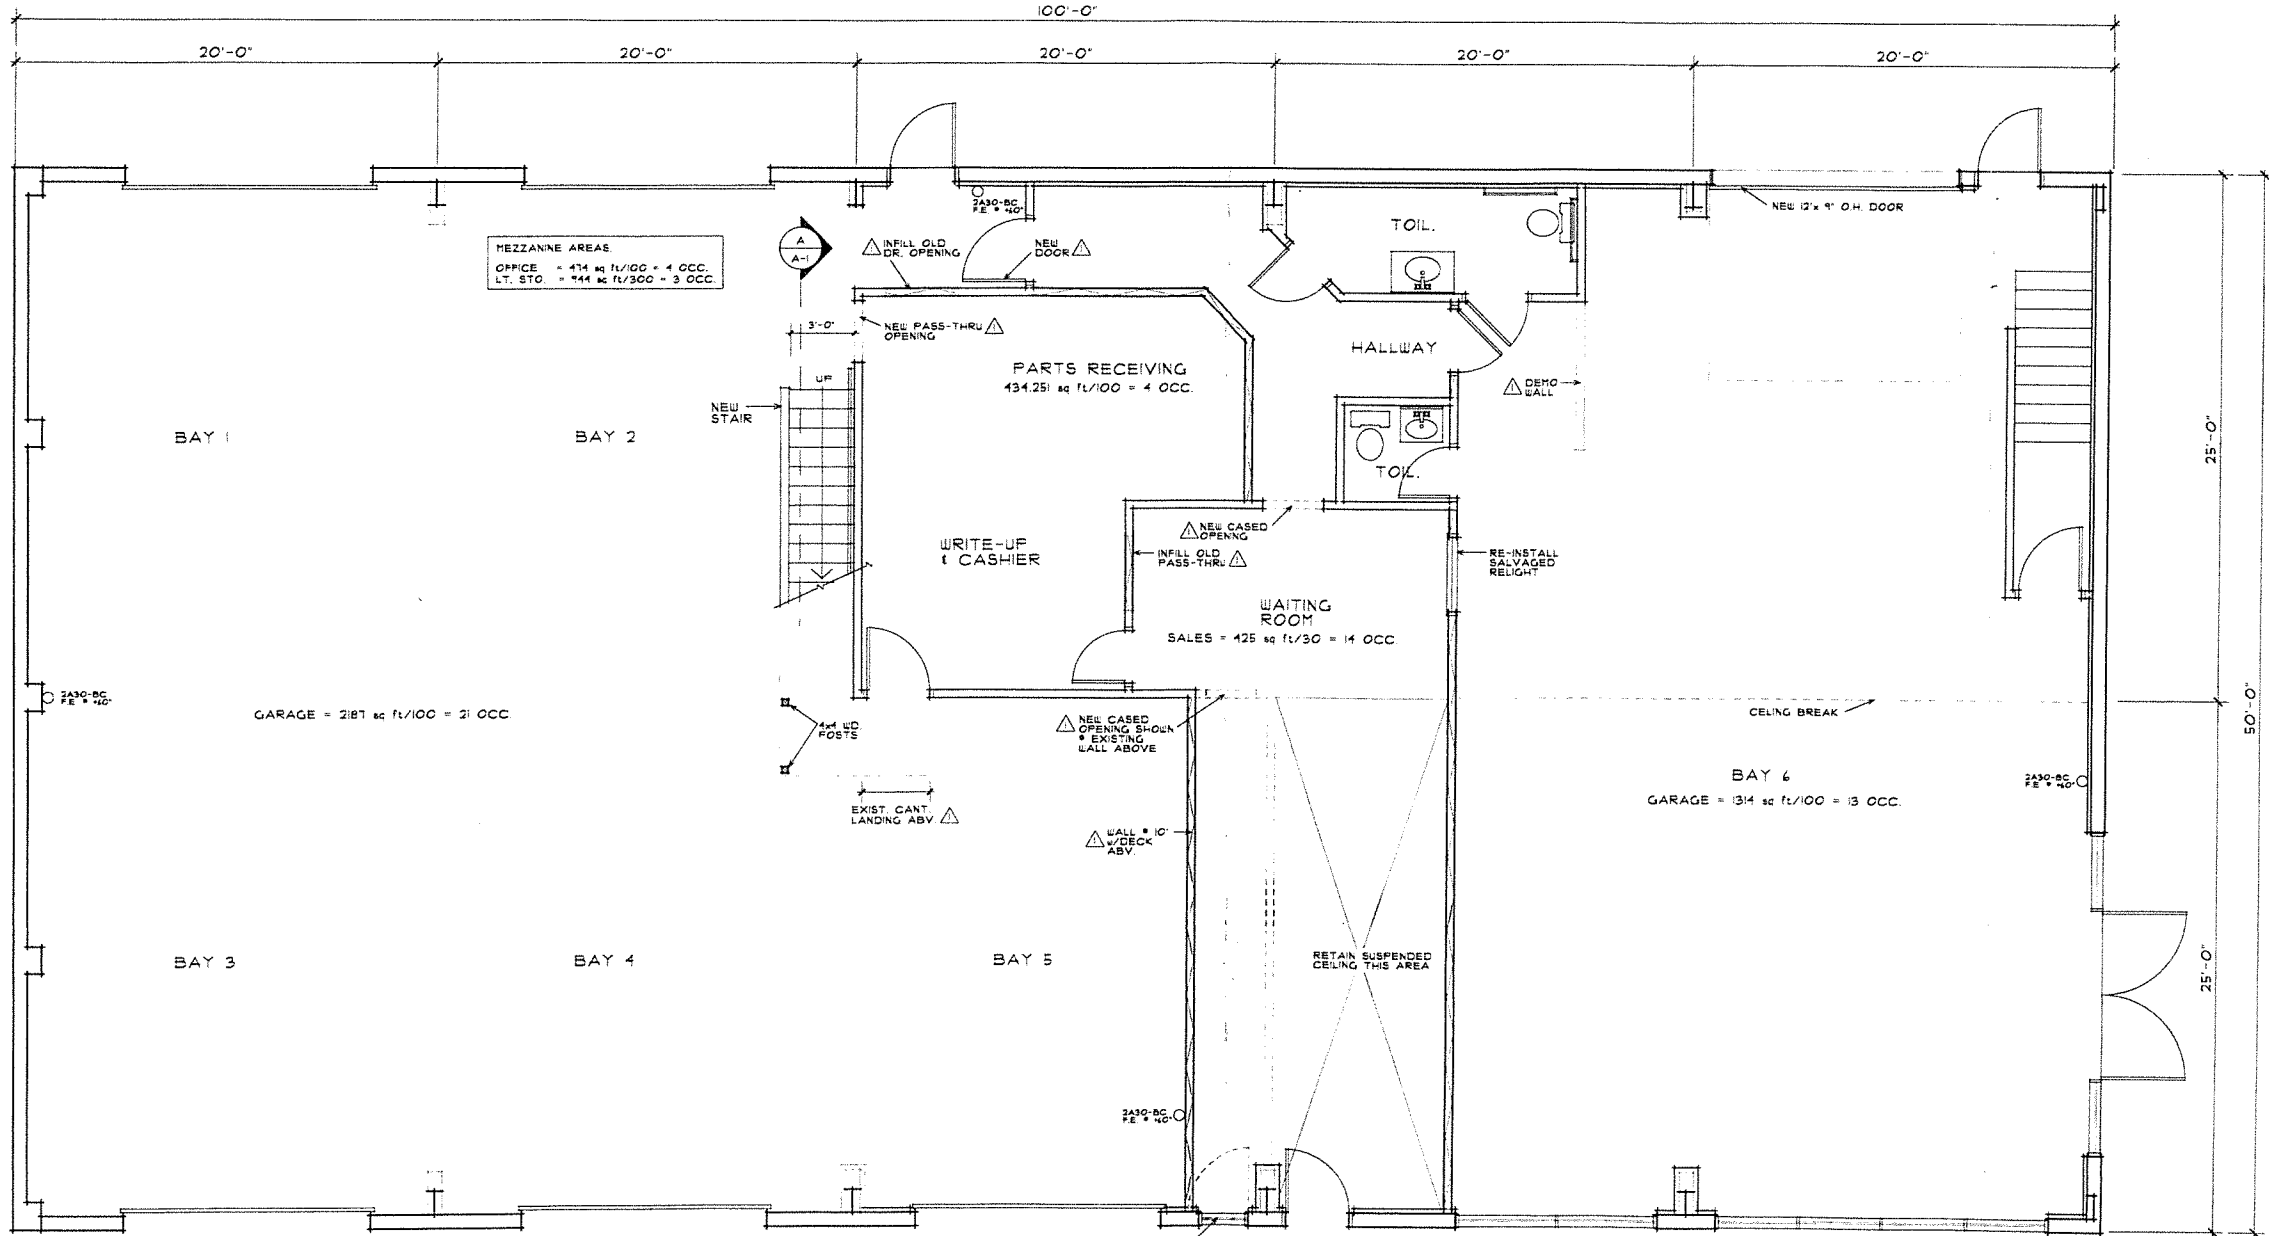 100'-0"
20'-0"
20'-0"
20'-0"
20'-0"
20'-0"
MEZZANINE AREAS.
OFFICE = 474 sq ft/100 = 4 OCC.
LT. STO. = 944 sq ft/300 = 3 OCC.
A
A-1
INFILL OLD
DR. OPENING
2A30-BC
NEW
DOOR
TOIL.
NEW 12'x 9' O.H. DOOR
3'-0"
NEW PASS-THRU
OPENING
PARTS RECEIVING
434.251 sq ft/100 = 4 OCC.
HALLWAY
DEMO
WALL
UP
NEW
STAIR
BAY 1
BAY 2
TOIL.
25'-0"
WRITE-UP
& CASHIER
NEW CASED
OPENNG
INFILL OLD
PASS-THRU
RE-INSTALL
SALVAGED
RELIGHT
WAITING
ROOM
SALES = 425 sq ft/30 = 14 OCC.
2A30-BC
GARAGE = 2187 sq ft/100 = 21 OCC.
4x4 WD.
POSTS
NEW CASED
OPENING SHOWN
EXISTING
WALL ABOVE
CELING BREAK
50'-0"
BAY 6
GARAGE = 1314 sq ft/100 = 13 OCC.
2A30-BC
EXIST. CANT.
LANDING ABV.
WALL 10'
w/DECK
ABV.
BAY 3
BAY 4
BAY 5
RETAIN SUSPENDED
CEILING THIS AREA
25'-0"
2A30-BC